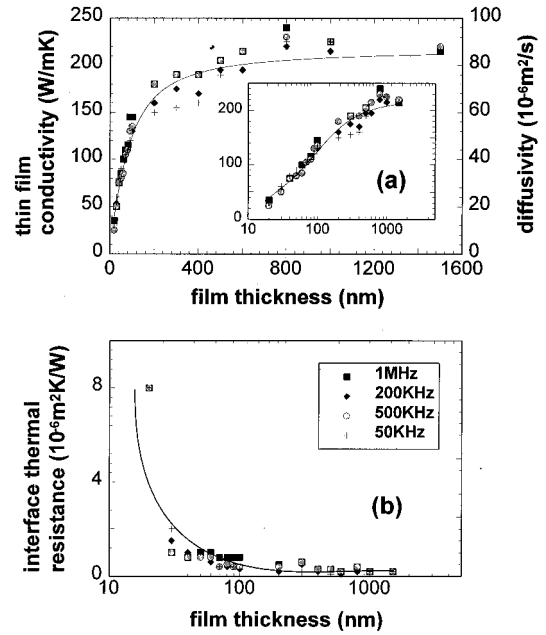 250
200
150
100
50
0
thin film
conductivity (W/mK)
100
80
60
40
20
0
diffusivity (10⁻⁶m²/s)
200
100
0
10
100
1000
(a)
0
400
800
1200
1600
film thickness (nm)
8
4
0
interface thermal
resistance (10⁻⁶m²K/W)
1MHz
200KHz
500KHz
50KHz
(b)
10
100
1000
film thickness (nm)